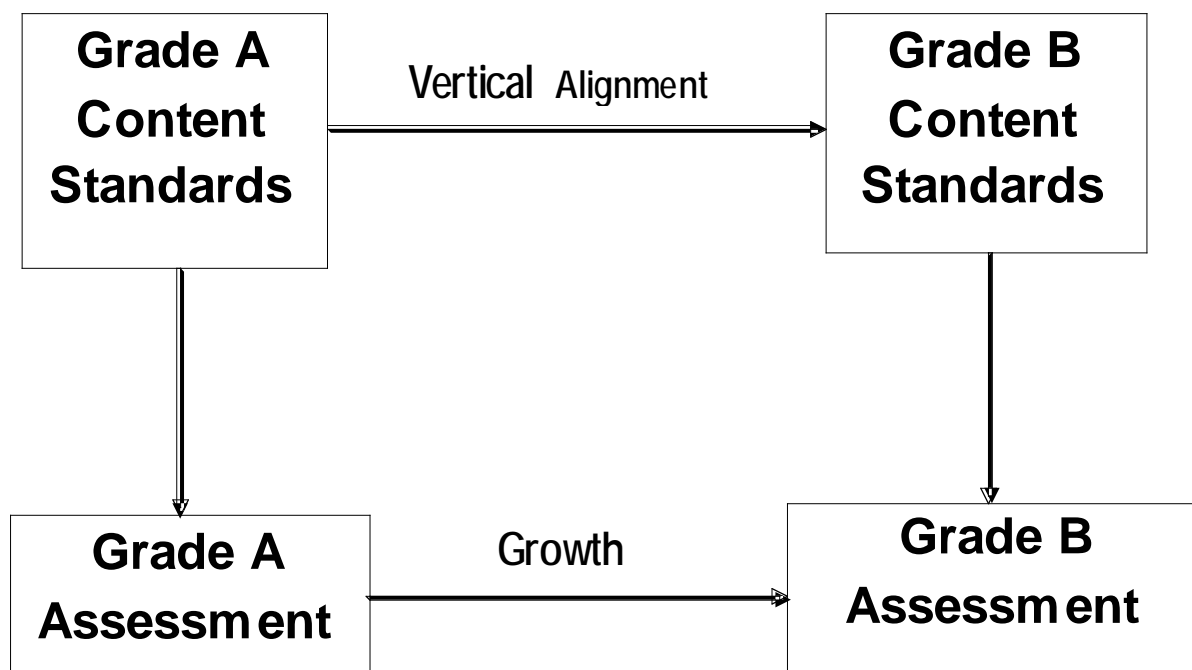 Grade A
Content
Standards
Vertical Alignment
Grade B
Content
Standards
Grade A
Assessment
Growth
Grade B
Assessment